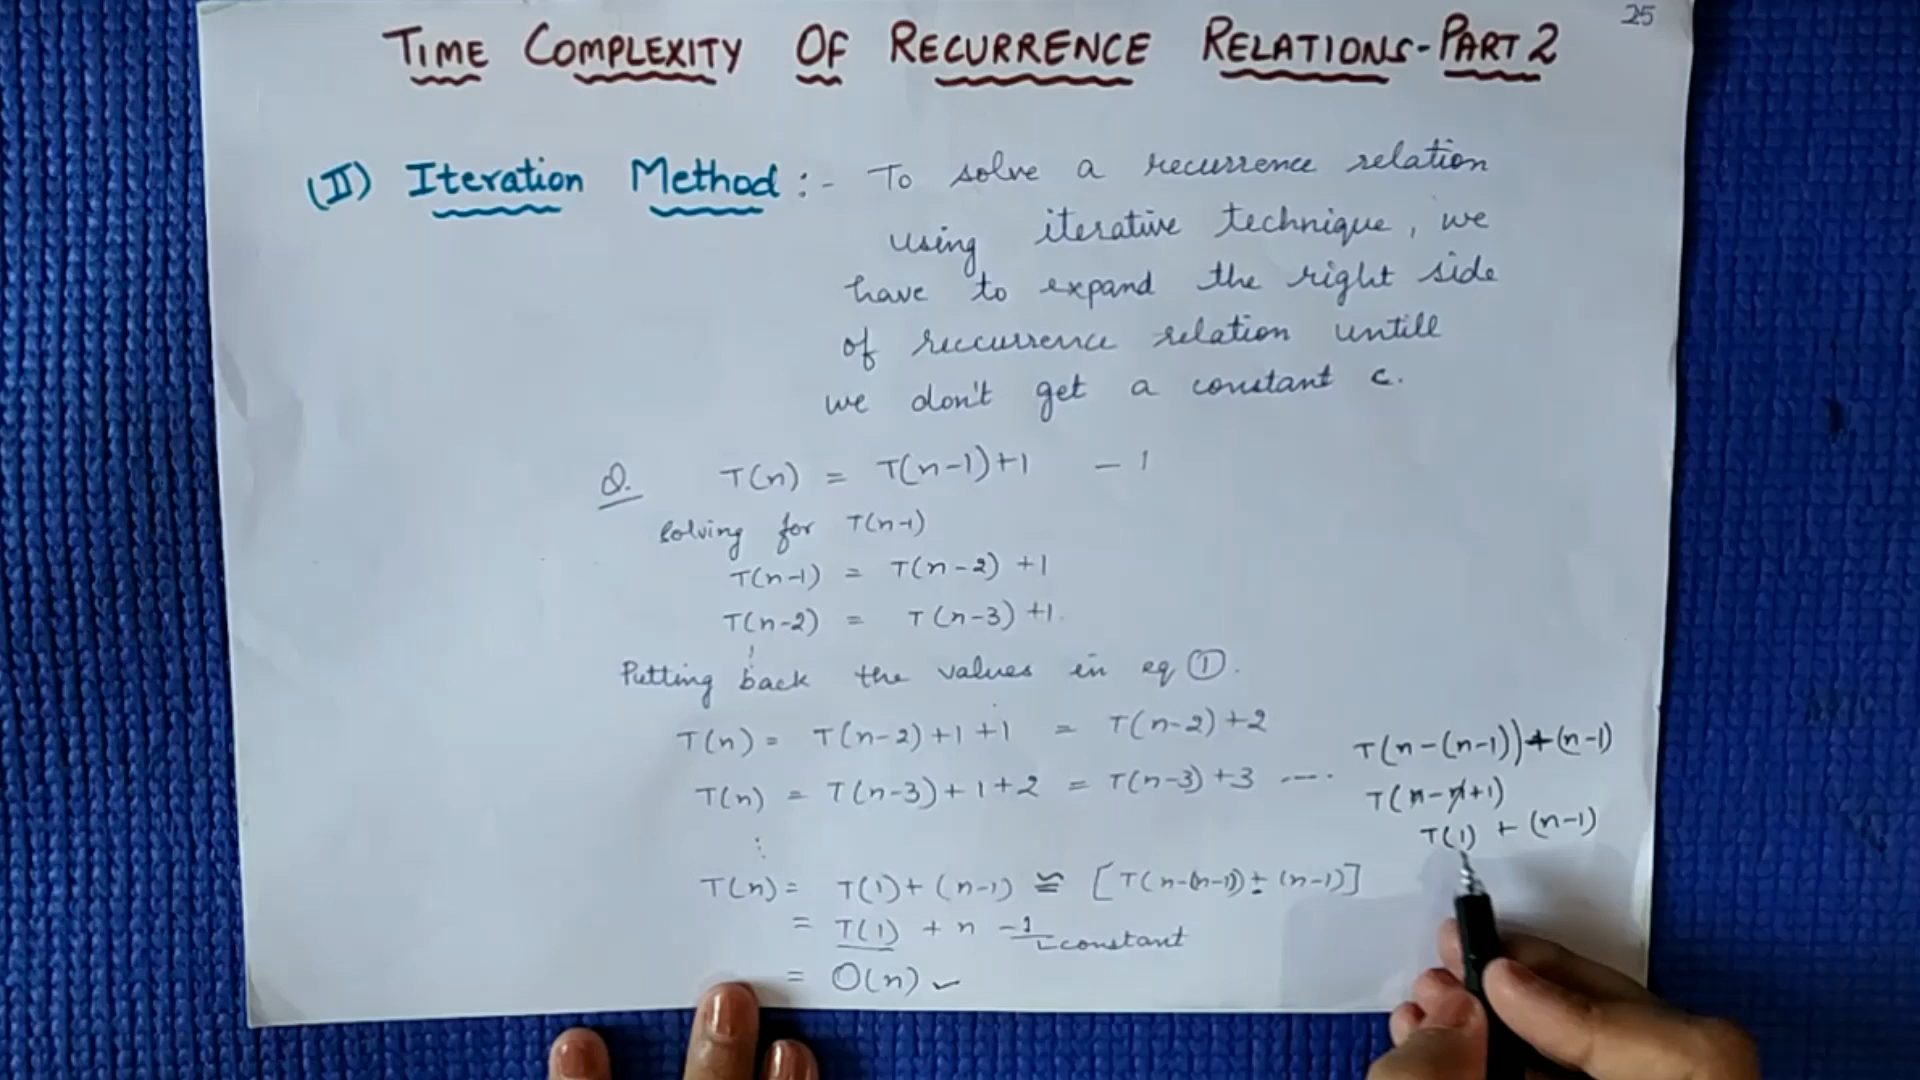 25
TIME COMPLEXITY OF RECURRENCE RELATIONS-PART 2
(II) Iteration Method :- To solve a recurrence relation
using iterative technique, we
have to expand the right side
of reccurrence relation untill
we don't get a constant c.
Q. T(n) = T(n-1)+1 — 1
Solving for T(n-1)
T(n-1) = T(n-2) +1
T(n-2) = T(n-3) +1.
⋮
Putting back the values in eq ①.
T(n) = T(n-2)+1+1 = T(n-2)+2
T(n) = T(n-3)+1+2 = T(n-3)+3 ----.
T(n-(n-1))+(n-1)
T(n-n+1)
T(1) + (n-1)
⋮
T(n) = T(1)+(n-1) ≌ [T(n-(n-1))+(n-1)]
= T(1) + n - 1 constant
= O(n) ✓